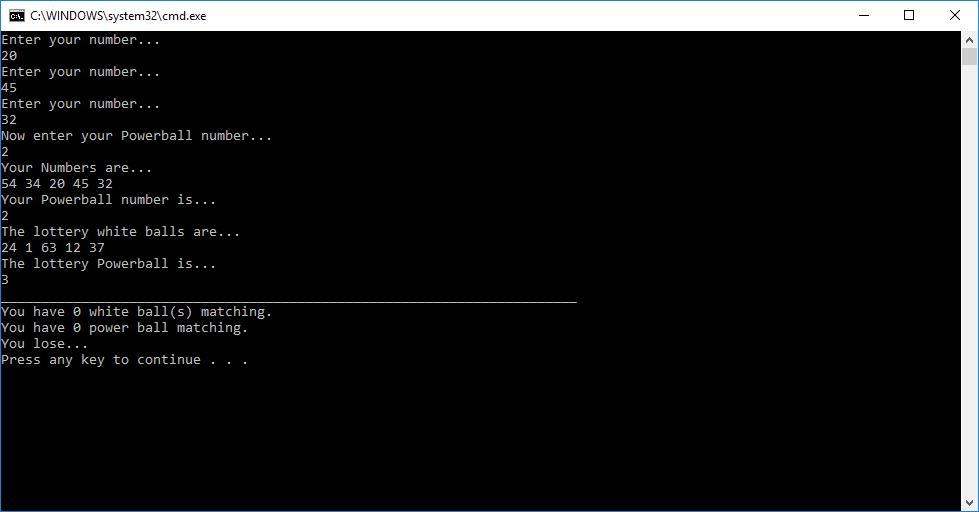 C:\WINDOWS\system32\cmd.exe
Enter your number...
20
Enter your number...
45
Enter your number...
32
Now enter your Powerball number...
2
Your Numbers are...
54 34 20 45 32
Your Powerball number is...
2
The lottery white balls are...
24 1 63 12 37
The lottery Powerball is...
3
________________________________________________________________________
You have 0 white ball(s) matching.
You have 0 power ball matching.
You lose...
Press any key to continue . . .